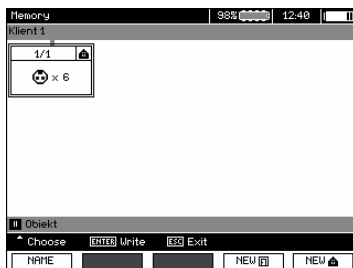 Memory 98% 12:40
Klient 1
1/1
× 6
Obiekt
Choose ENTER Write ESC Exit
NAME NEW NEW